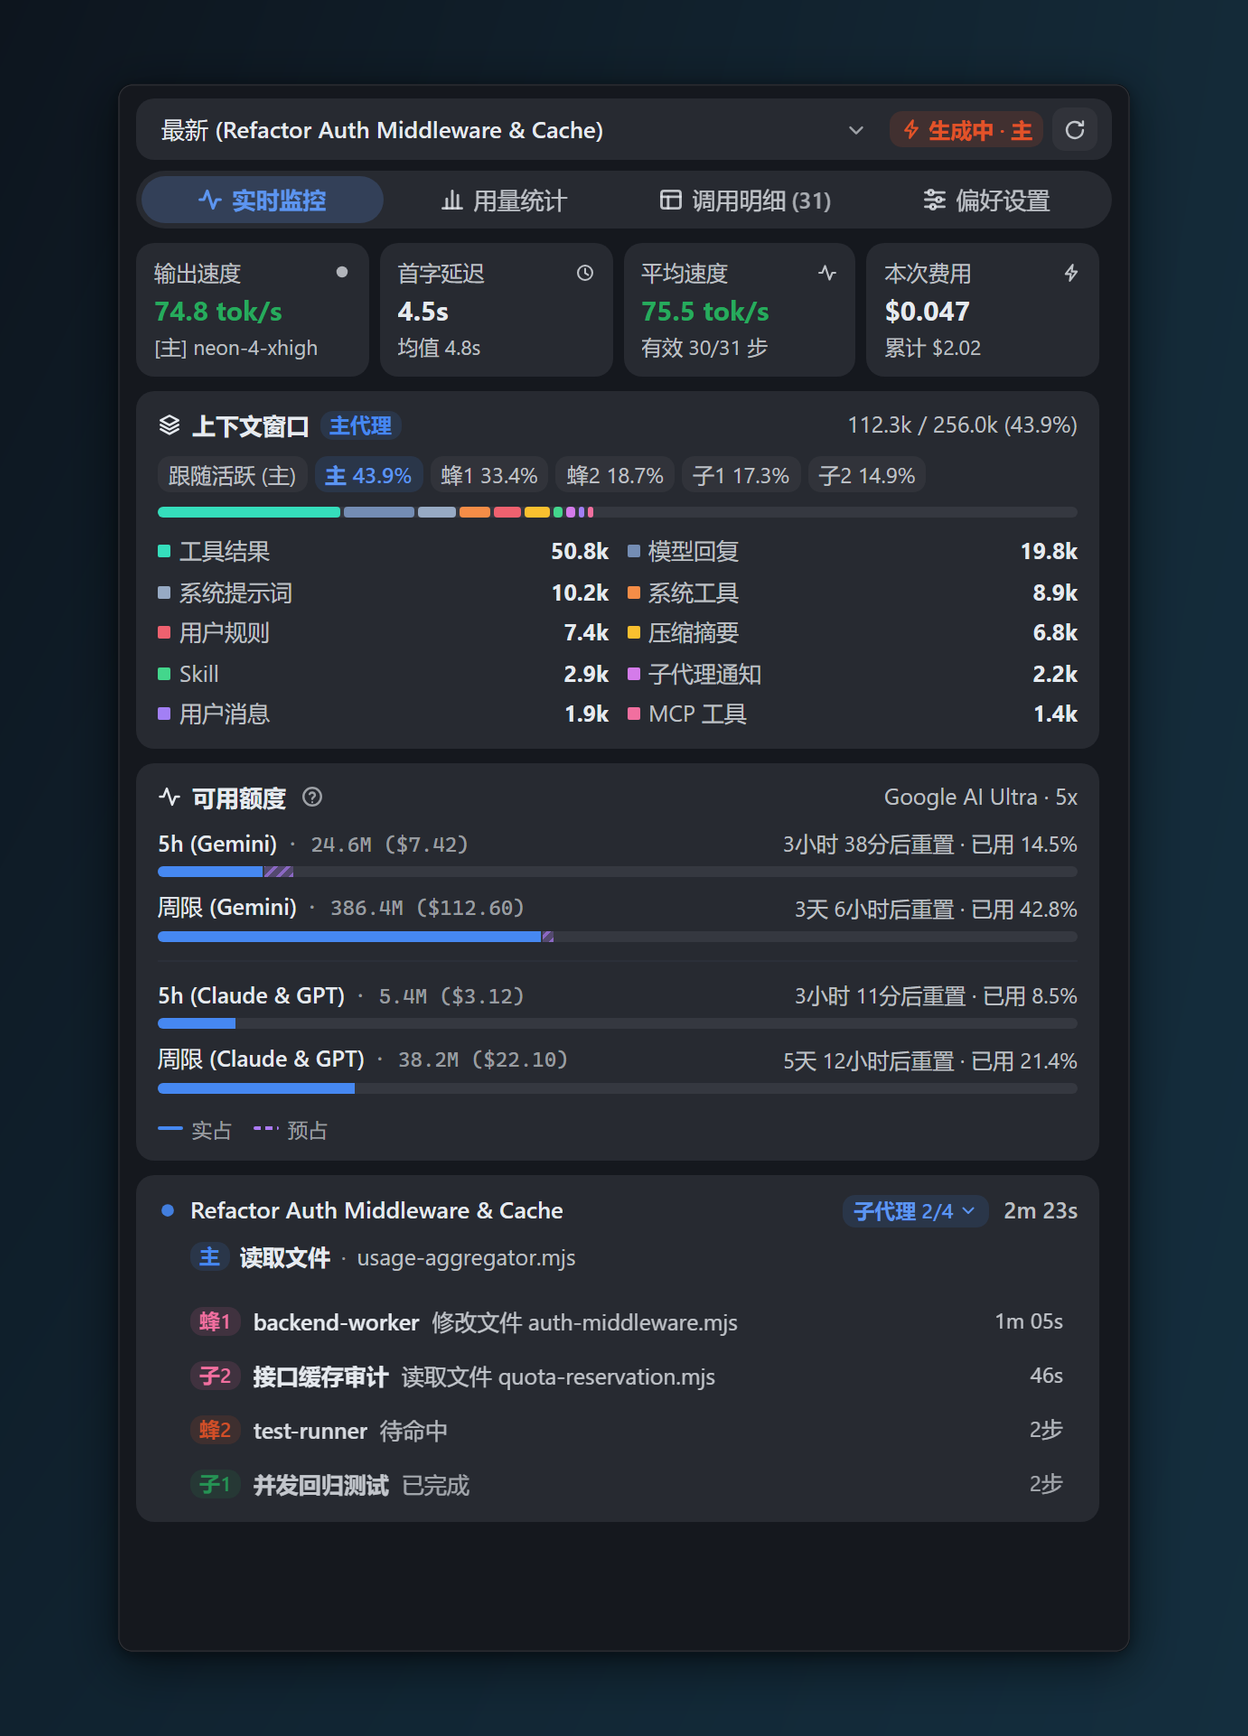 最新 (Refactor Auth Middleware & Cache) 生成中 · 主
实时监控 用量统计 调用明细 (31) 偏好设置
输出速度 首字延迟 平均速度 本次费用
74.8 tok/s 4.5s 75.5 tok/s $0.047
[主] neon-4-xhigh 均值 4.8s 有效 30/31 步 累计 $2.02
上下文窗口 主代理 112.3k / 256.0k (43.9%)
跟随活跃 (主) 主 43.9% 蜂1 33.4% 蜂2 18.7% 子1 17.3% 子2 14.9%
工具结果 50.8k 模型回复 19.8k
系统提示词 10.2k 系统工具 8.9k
用户规则 7.4k 压缩摘要 6.8k
Skill 2.9k 子代理通知 2.2k
用户消息 1.9k MCP 工具 1.4k
可用额度 Google AI Ultra · 5x
5h (Gemini) · 24.6M ($7.42) 3小时 38分后重置 · 已用 14.5%
周限 (Gemini) · 386.4M ($112.60) 3天 6小时后重置 · 已用 42.8%
5h (Claude & GPT) · 5.4M ($3.12) 3小时 11分后重置 · 已用 8.5%
周限 (Claude & GPT) · 38.2M ($22.10) 5天 12小时后重置 · 已用 21.4%
实占 预占
Refactor Auth Middleware & Cache 子代理 2/4 2m 23s
主 读取文件 · usage-aggregator.mjs
蜂1 backend-worker 修改文件 auth-middleware.mjs 1m 05s
子2 接口缓存审计 读取文件 quota-reservation.mjs 46s
蜂2 test-runner 待命中 2步
子1 并发回归测试 已完成 2步